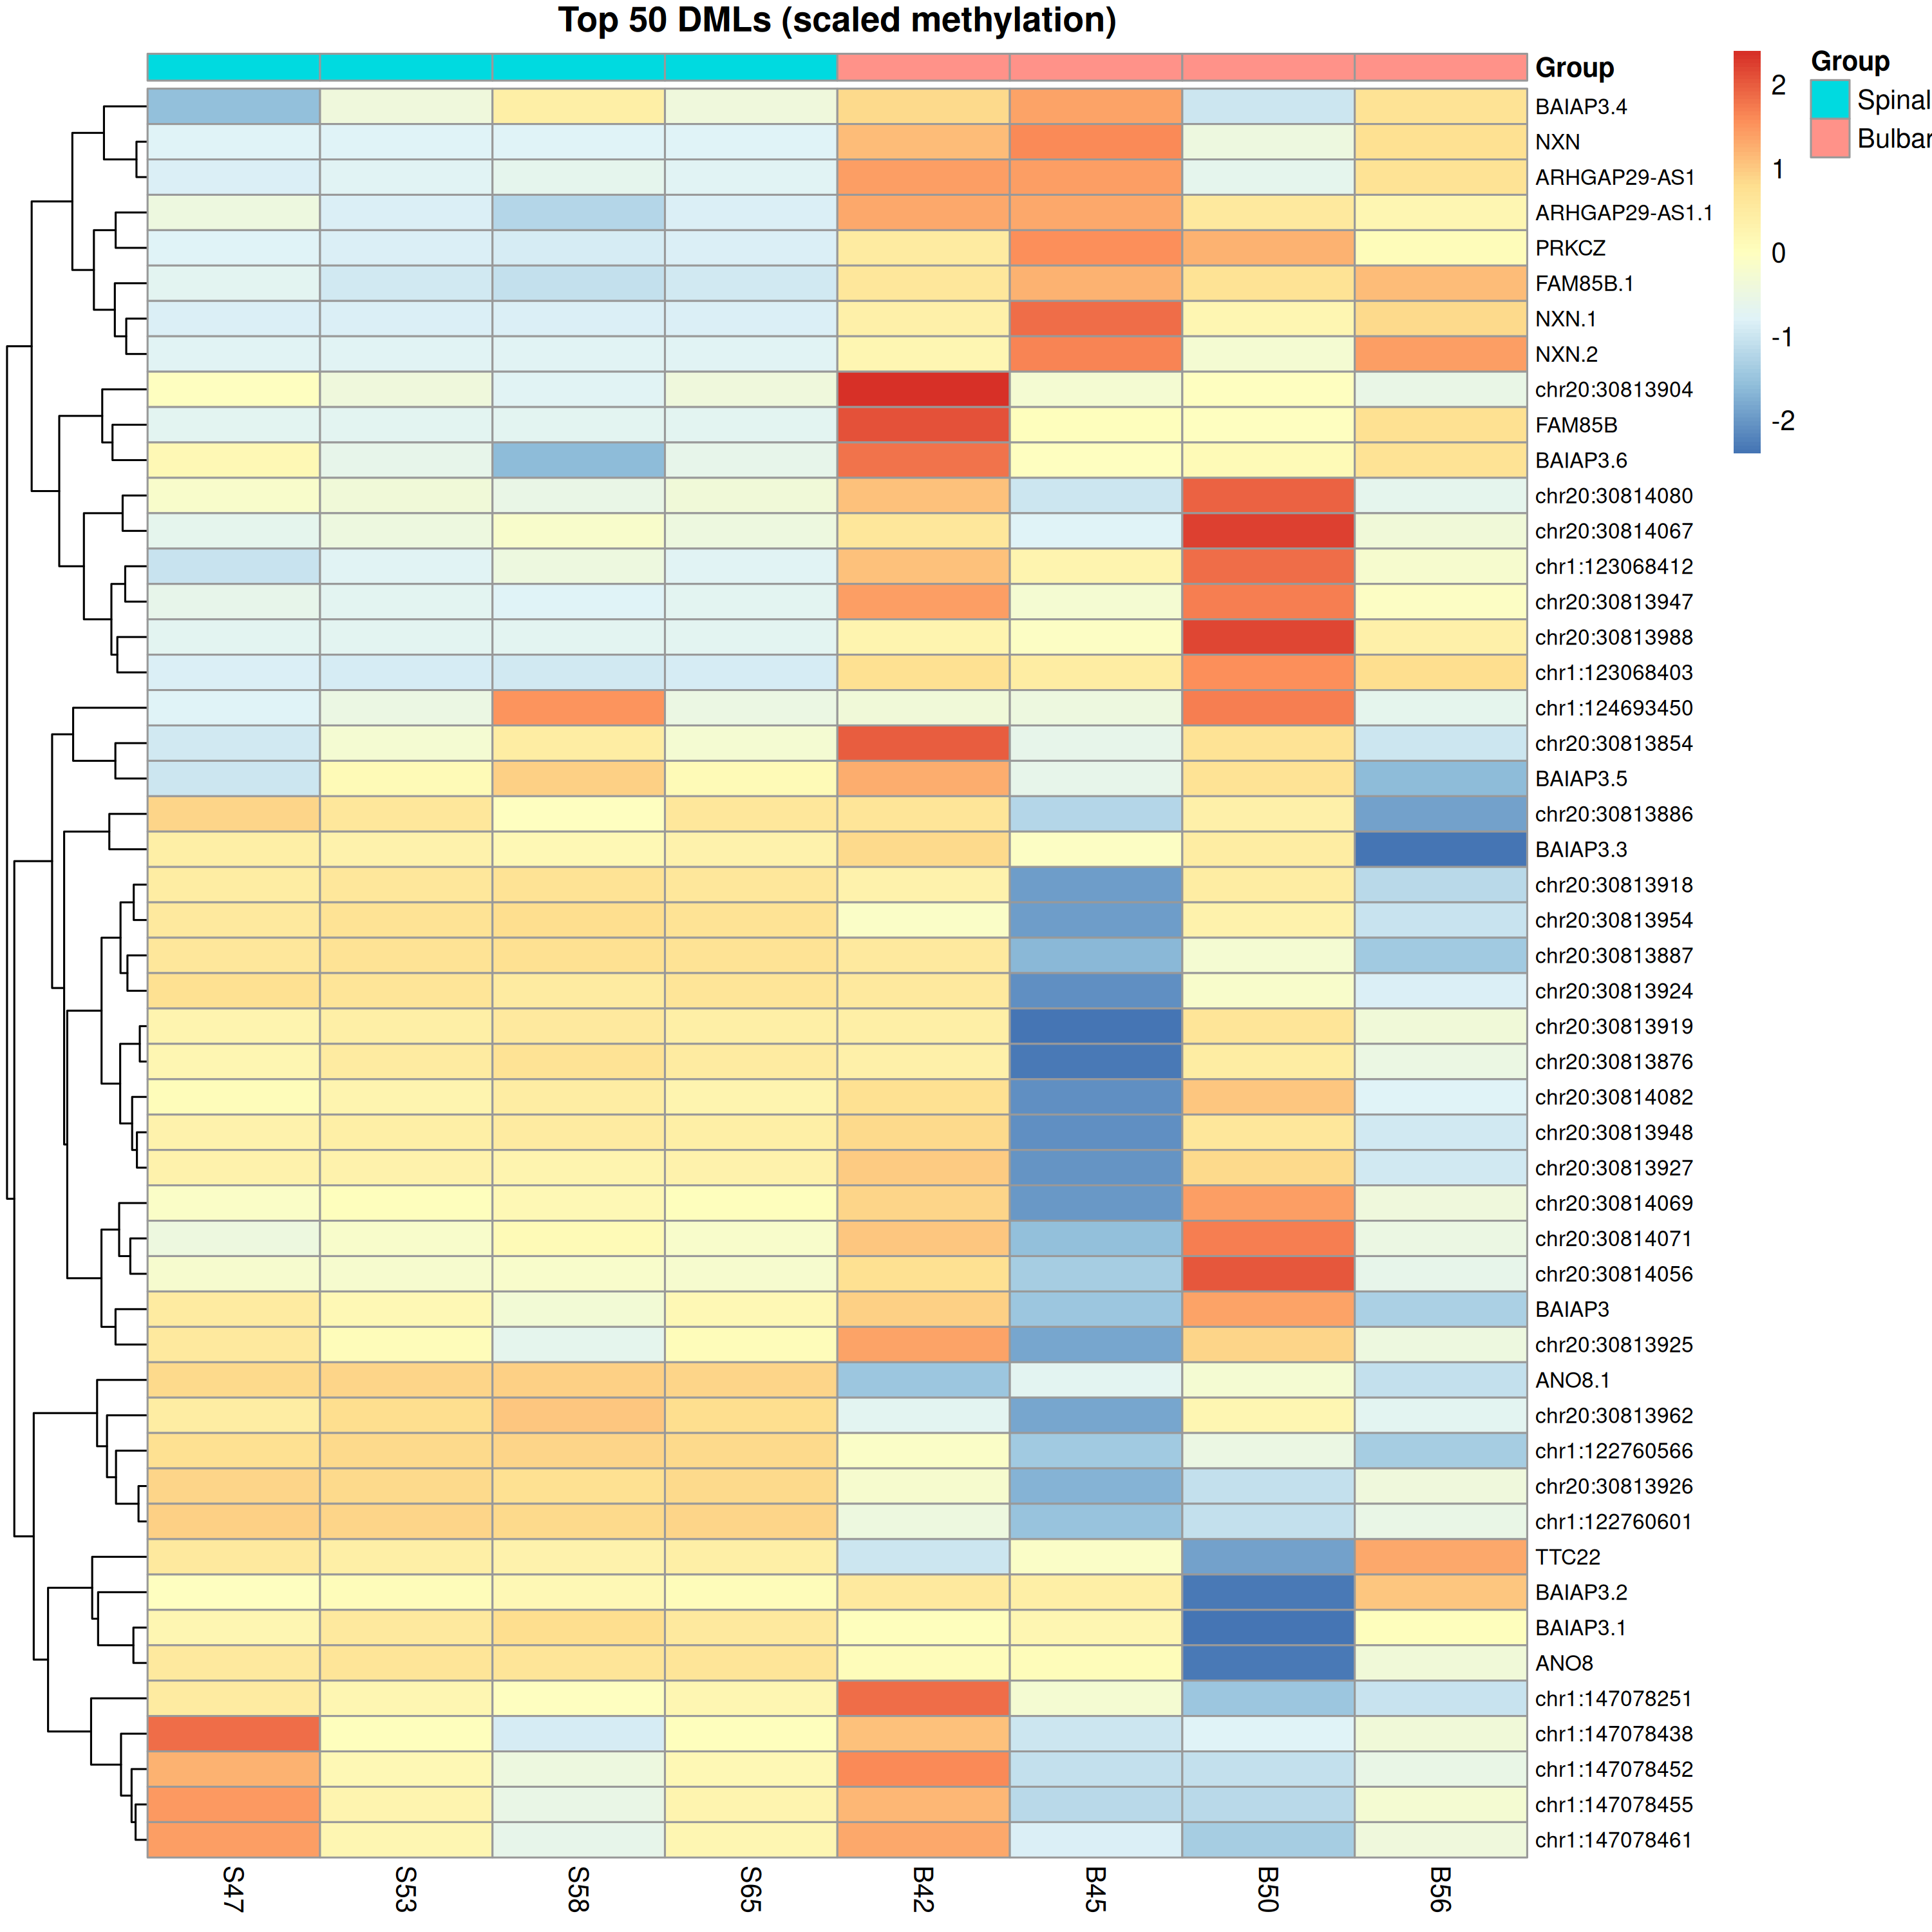 Top 50 DMLs (scaled methylation)
Group
BAIAP3.4
NXN
ARHGAP29-AS1
ARHGAP29-AS1.1
PRKCZ
FAM85B.1
NXN.1
NXN.2
chr20:30813904
FAM85B
BAIAP3.6
chr20:30814080
chr20:30814067
chr1:123068412
chr20:30813947
chr20:30813988
chr1:123068403
chr1:124693450
chr20:30813854
BAIAP3.5
chr20:30813886
BAIAP3.3
chr20:30813918
chr20:30813954
chr20:30813887
chr20:30813924
chr20:30813919
chr20:30813876
chr20:30814082
chr20:30813948
chr20:30813927
chr20:30814069
chr20:30814071
chr20:30814056
BAIAP3
chr20:30813925
ANO8.1
chr20:30813962
chr1:122760566
chr20:30813926
chr1:122760601
TTC22
BAIAP3.2
BAIAP3.1
ANO8
chr1:147078251
chr1:147078438
chr1:147078452
chr1:147078455
chr1:147078461
S47 S53 S58 S65 B42 B45 B50 B56
2
1
0
-1
-2
Group
Spinal
Bulbar